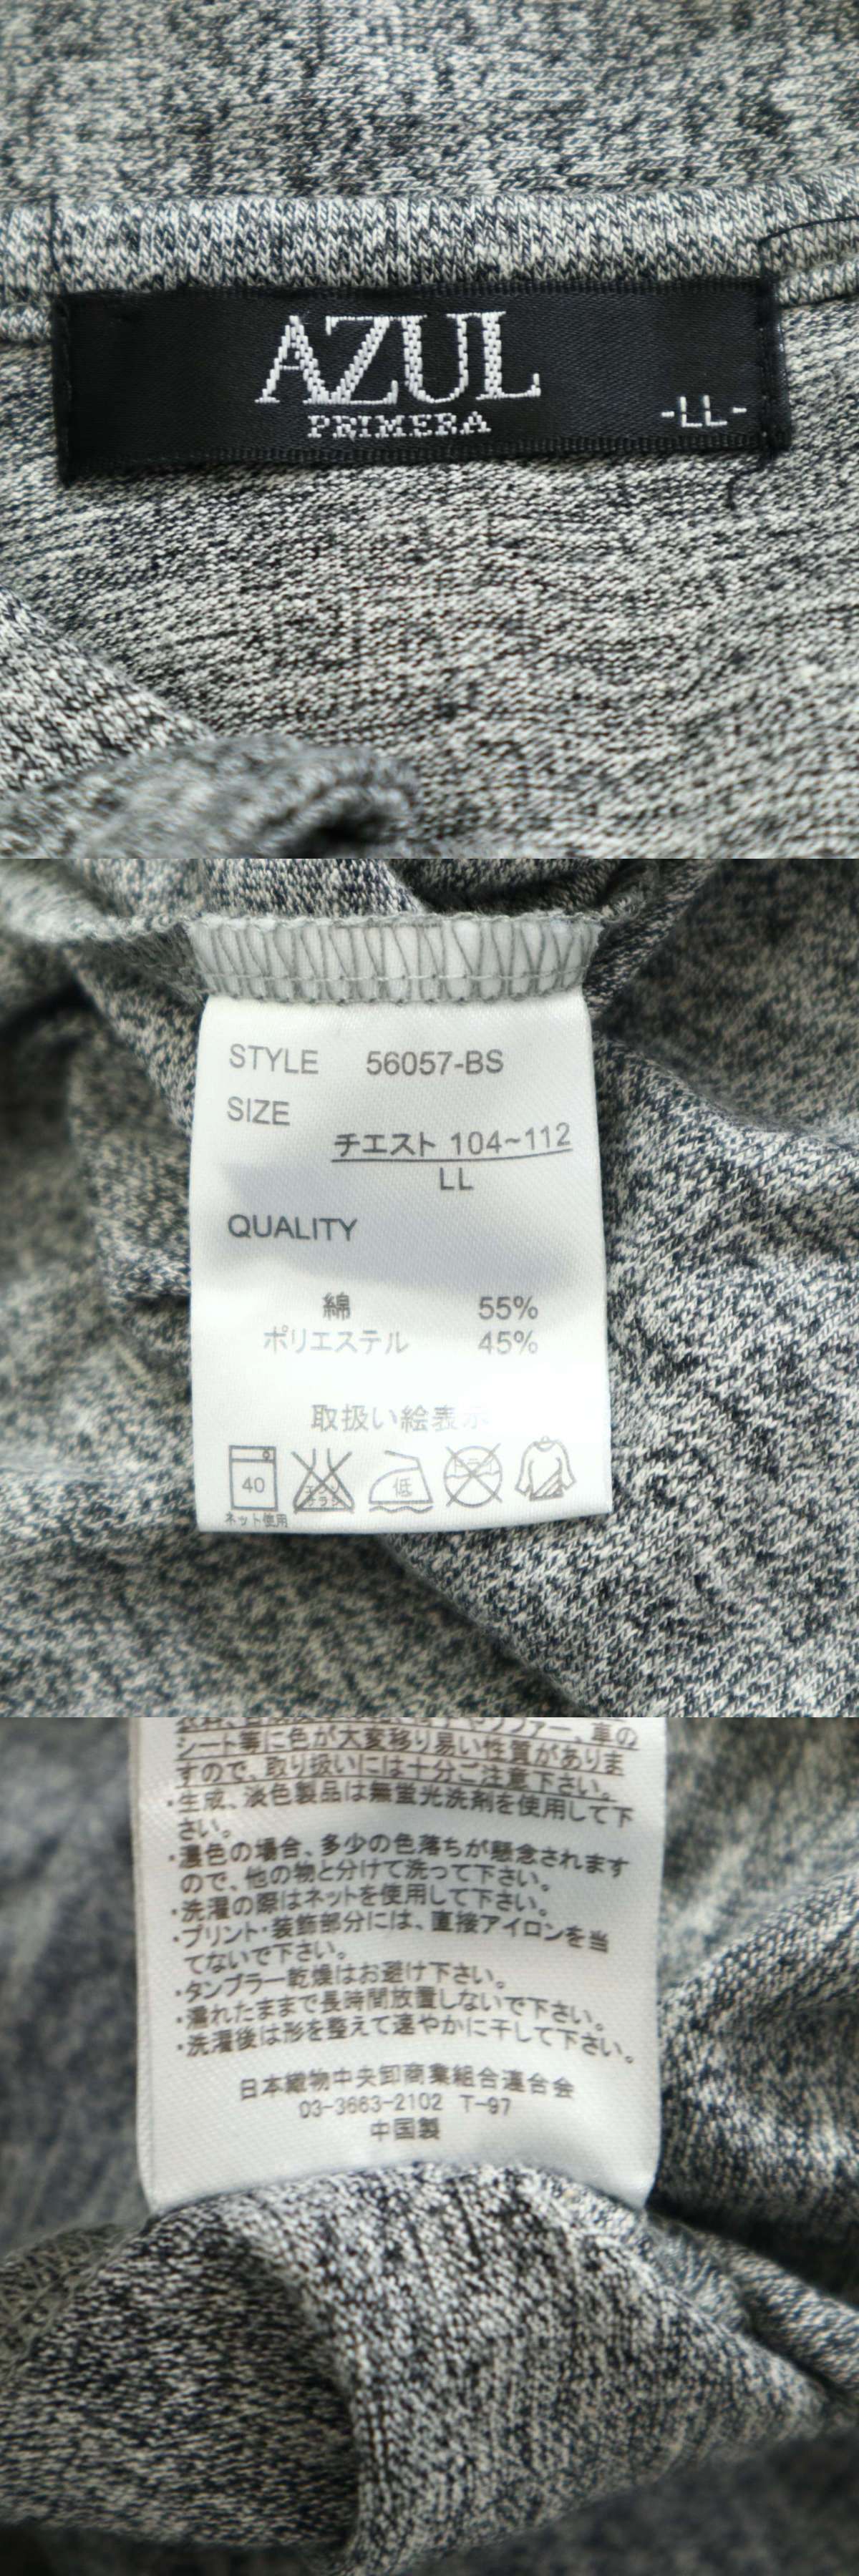 AZUL
PRIMERA
-LL-
STYLE 56057-BS
SIZE
チエスト 104~112
LL
QUALITY
綿 55%
ポリエステル 45%
取扱い絵表示
40
ネット使用
低
シート等に色が大変移り易い性質がありま
すので、取り扱いには十分ご注意下さい。
・生成、淡色製品は無蛍光洗剤を使用して下
さい。
・濃色の場合、多少の色落ちが懸念されます
ので、他の物と分けて洗って下さい。
・洗濯の際はネットを使用して下さい。
・プリント・装飾部分には、直接アイロンを当
てないで下さい。
・タンブラー乾燥はお避け下さい。
・濡れたままで長時間放置しないで下さい。
・洗濯後は形を整えて速やかに干して下さい。
日本織物中央卸商業組合連合会
03-3663-2102 T-97
中国製